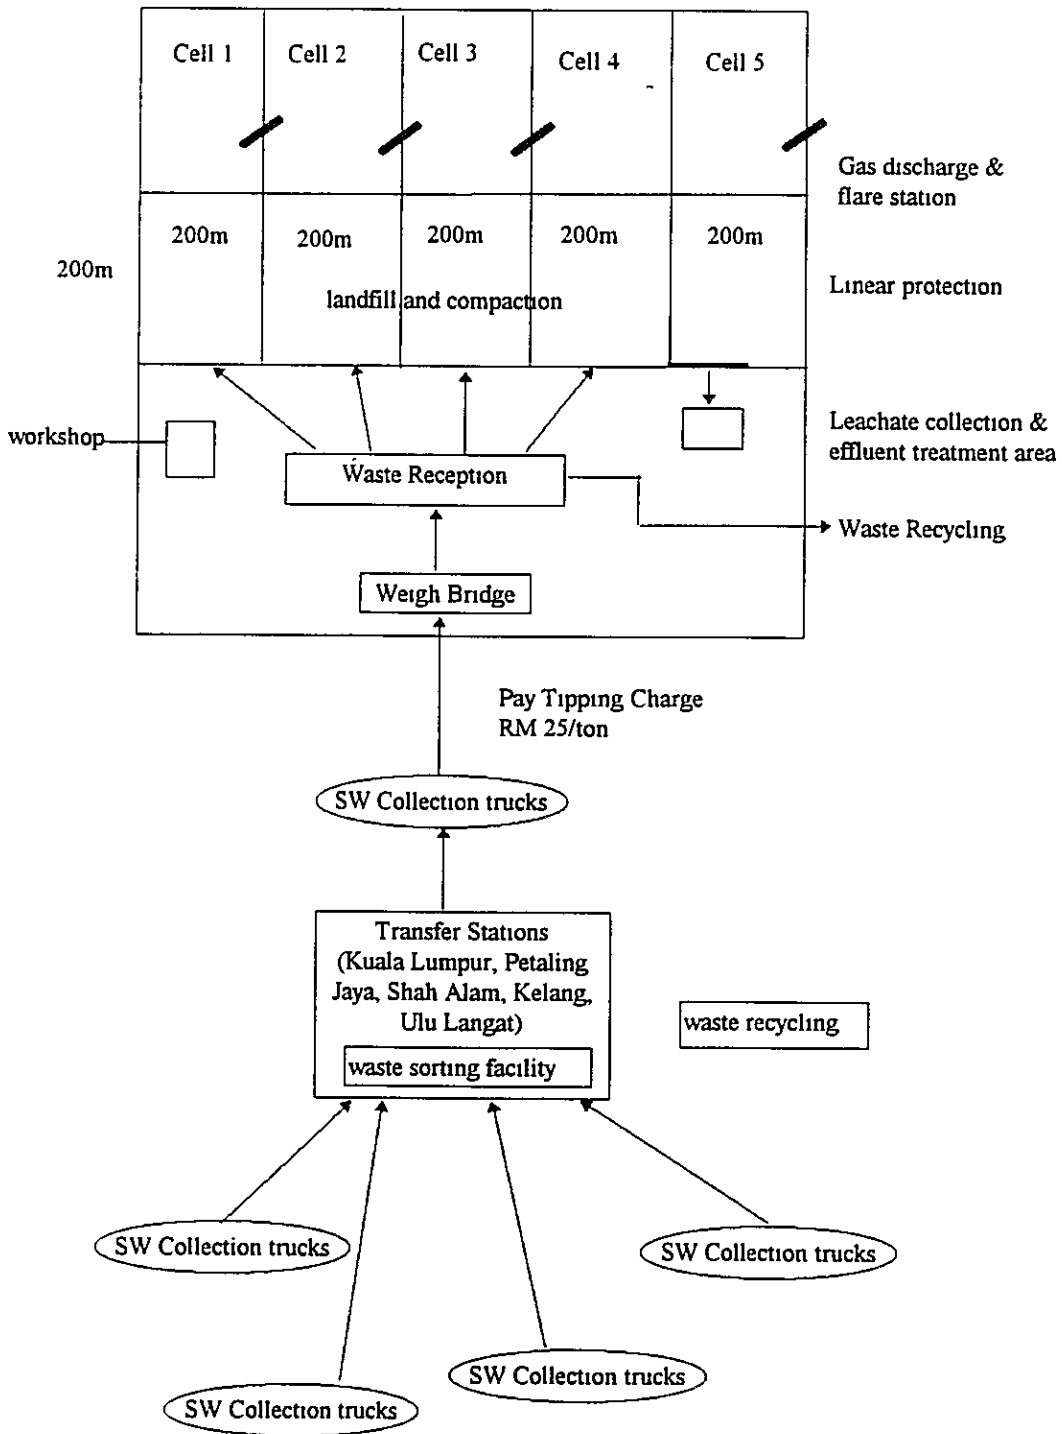 Cell 1
Cell 2
Cell 3
Cell 4
Cell 5
Gas discharge &
flare station
200m
200m
200m
200m
200m
200m
landfill and compaction
Linear protection
workshop
Leachate collection &
effluent treatment area
Waste Reception
Waste Recycling
Weigh Bridge
Pay Tipping Charge
RM 25/ton
SW Collection trucks
Transfer Stations
(Kuala Lumpur, Petaling
Jaya, Shah Alam, Kelang,
Ulu Langat)
waste sorting facility
waste recycling
SW Collection trucks
SW Collection trucks
SW Collection trucks
SW Collection trucks